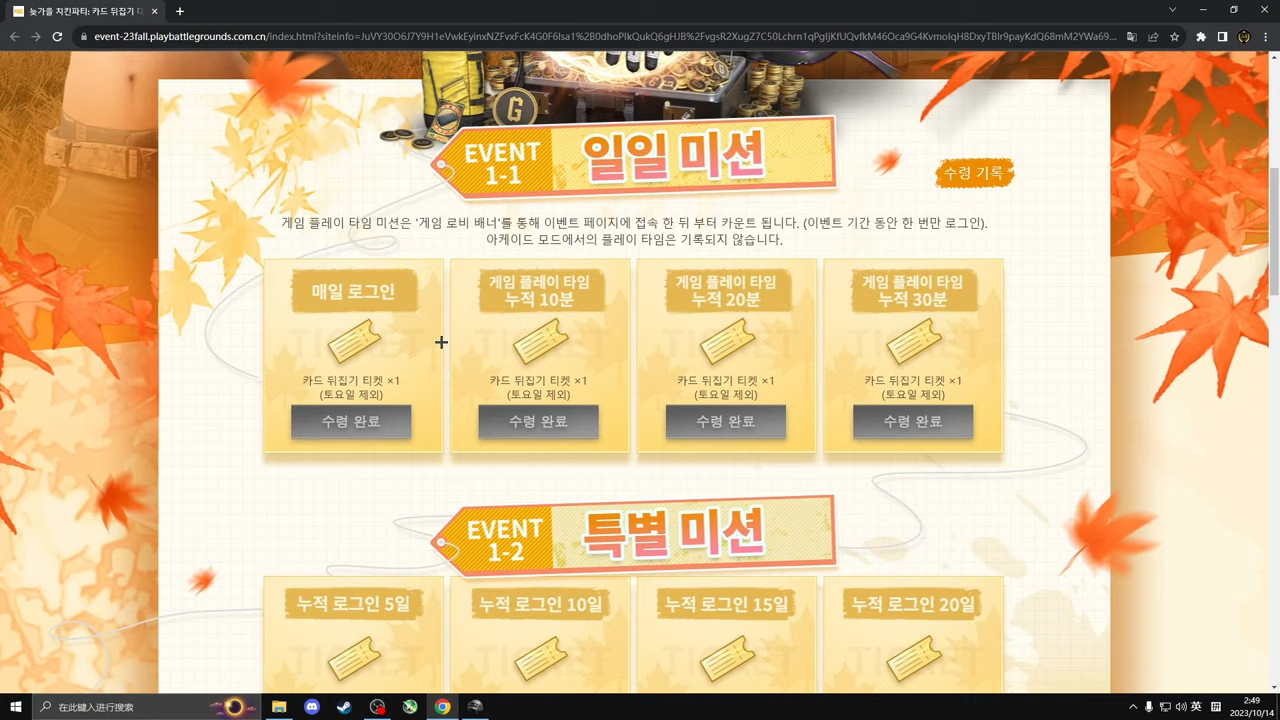 늦가을 치킨파티: 카드 뒤집기
event-23fall.playbattlegrounds.com.cn/index.html?siteinfo=
G
EVENT 1-1
일일 미션
수령 기록
게임 플레이 타임 미션은 '게임 로비 배너'를 통해 이벤트 페이지에 접속 한 뒤 부터 카운트 됩니다. (이벤트 기간 동안 한 번만 로그인).
아케이드 모드에서의 플레이 타임은 기록되지 않습니다.
매일 로그인
TICKET
카드 뒤집기 티켓 ×1
(토요일 제외)
수령 완료
게임 플레이 타임
누적 10분
TICKET
카드 뒤집기 티켓 ×1
(토요일 제외)
수령 완료
게임 플레이 타임
누적 20분
TICKET
카드 뒤집기 티켓 ×1
(토요일 제외)
수령 완료
게임 플레이 타임
누적 30분
TICKET
카드 뒤집기 티켓 ×1
(토요일 제외)
수령 완료
EVENT 1-2
특별 미션
누적 로그인 5일
TICKET
누적 로그인 10일
TICKET
누적 로그인 15일
TICKET
누적 로그인 20일
TICKET
在此键入进行搜索
英
拼
2:49
2023/10/14